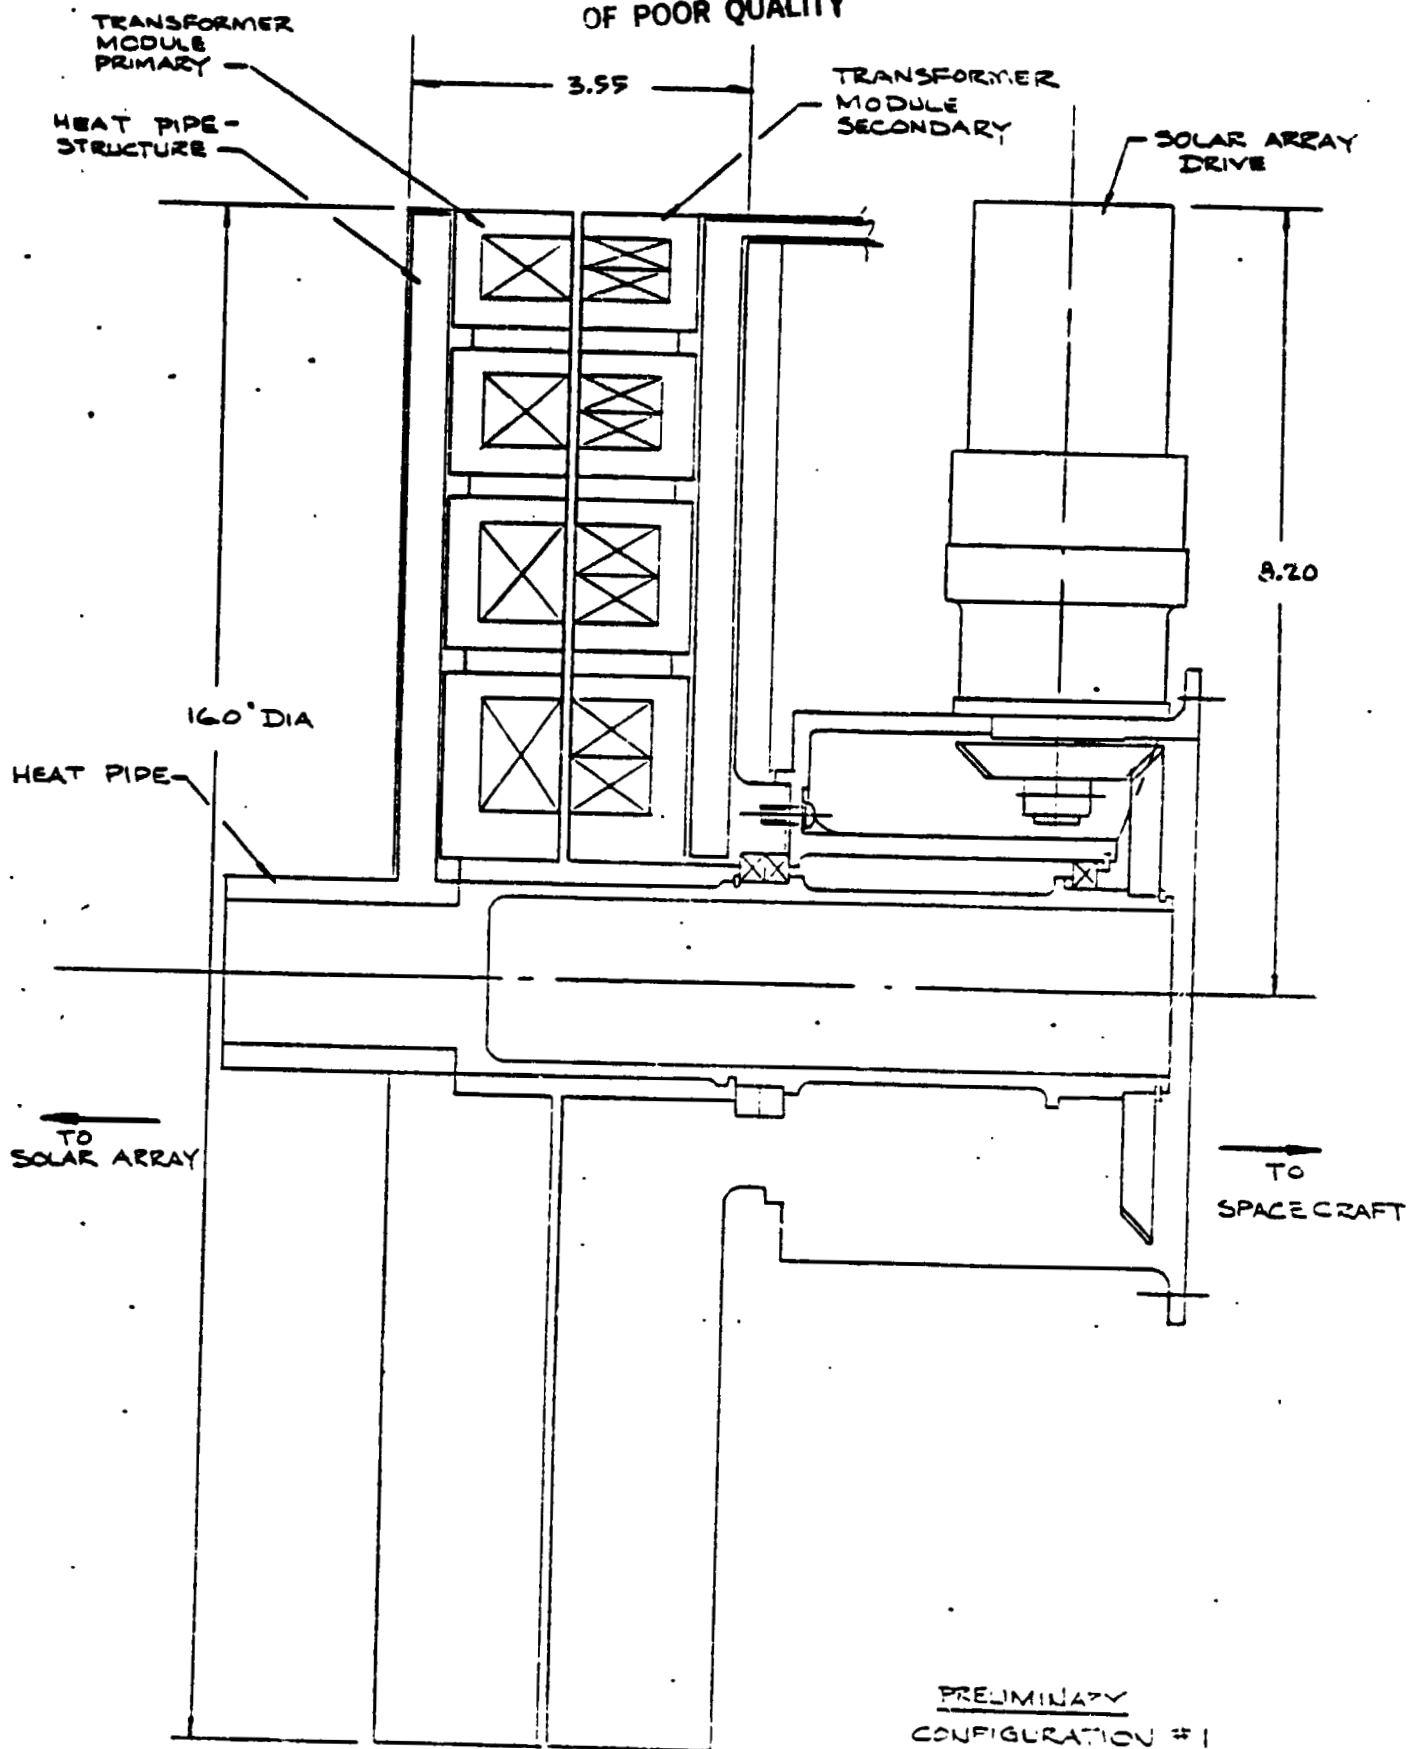 OF POOR QUALITY
TRANSFORMER
MODULE
PRIMARY
3.55
TRANSFORMER
MODULE
SECONDARY
HEAT PIPE-
STRUCTURE
SOLAR ARRAY
DRIVE
8.20
16.0" DIA
HEAT PIPE
TO
SOLAR ARRAY
TO
SPACECRAFT
PRELIMINARY
CONFIGURATION #1